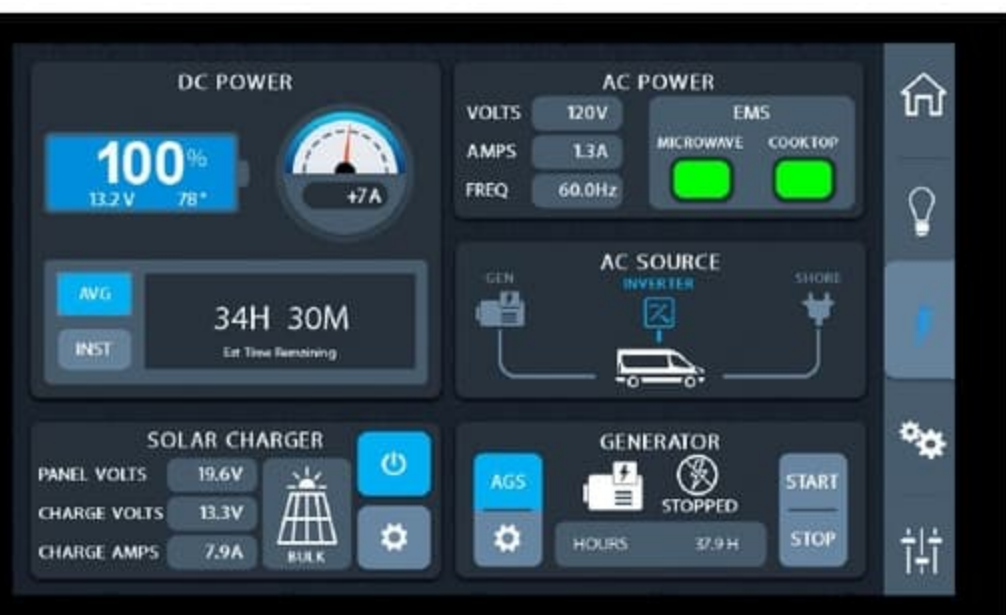 DC POWER
100%
13.2 V 78°
+7A
AVG
INST
34H 30M
Est Time Remaining
AC POWER
VOLTS 120V
AMPS 1.3A
FREQ 60.0Hz
EMS
MICROWAVE COOKTOP
AC SOURCE
GEN
INVERTER
SHORE
SOLAR CHARGER
PANEL VOLTS 19.6V
CHARGE VOLTS 13.3V
CHARGE AMPS 7.9A
BULK
GENERATOR
AGS
STOPPED
HOURS 37.9 H
START
STOP